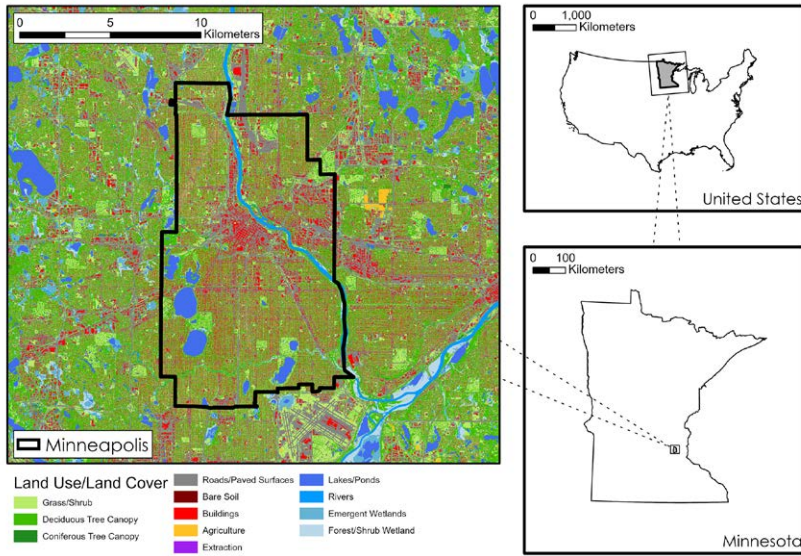 0 5 10
Kilometers
Minneapolis
0 1,000
Kilometers
United States
0 100
Kilometers
Minnesota
Land Use/Land Cover
Grass/Shrub
Deciduous Tree Canopy
Coniferous Tree Canopy
Roads/Paved Surfaces
Bare Soil
Buildings
Agriculture
Extraction
Lakes/Ponds
Rivers
Emergent Wetlands
Forest/Shrub Wetland